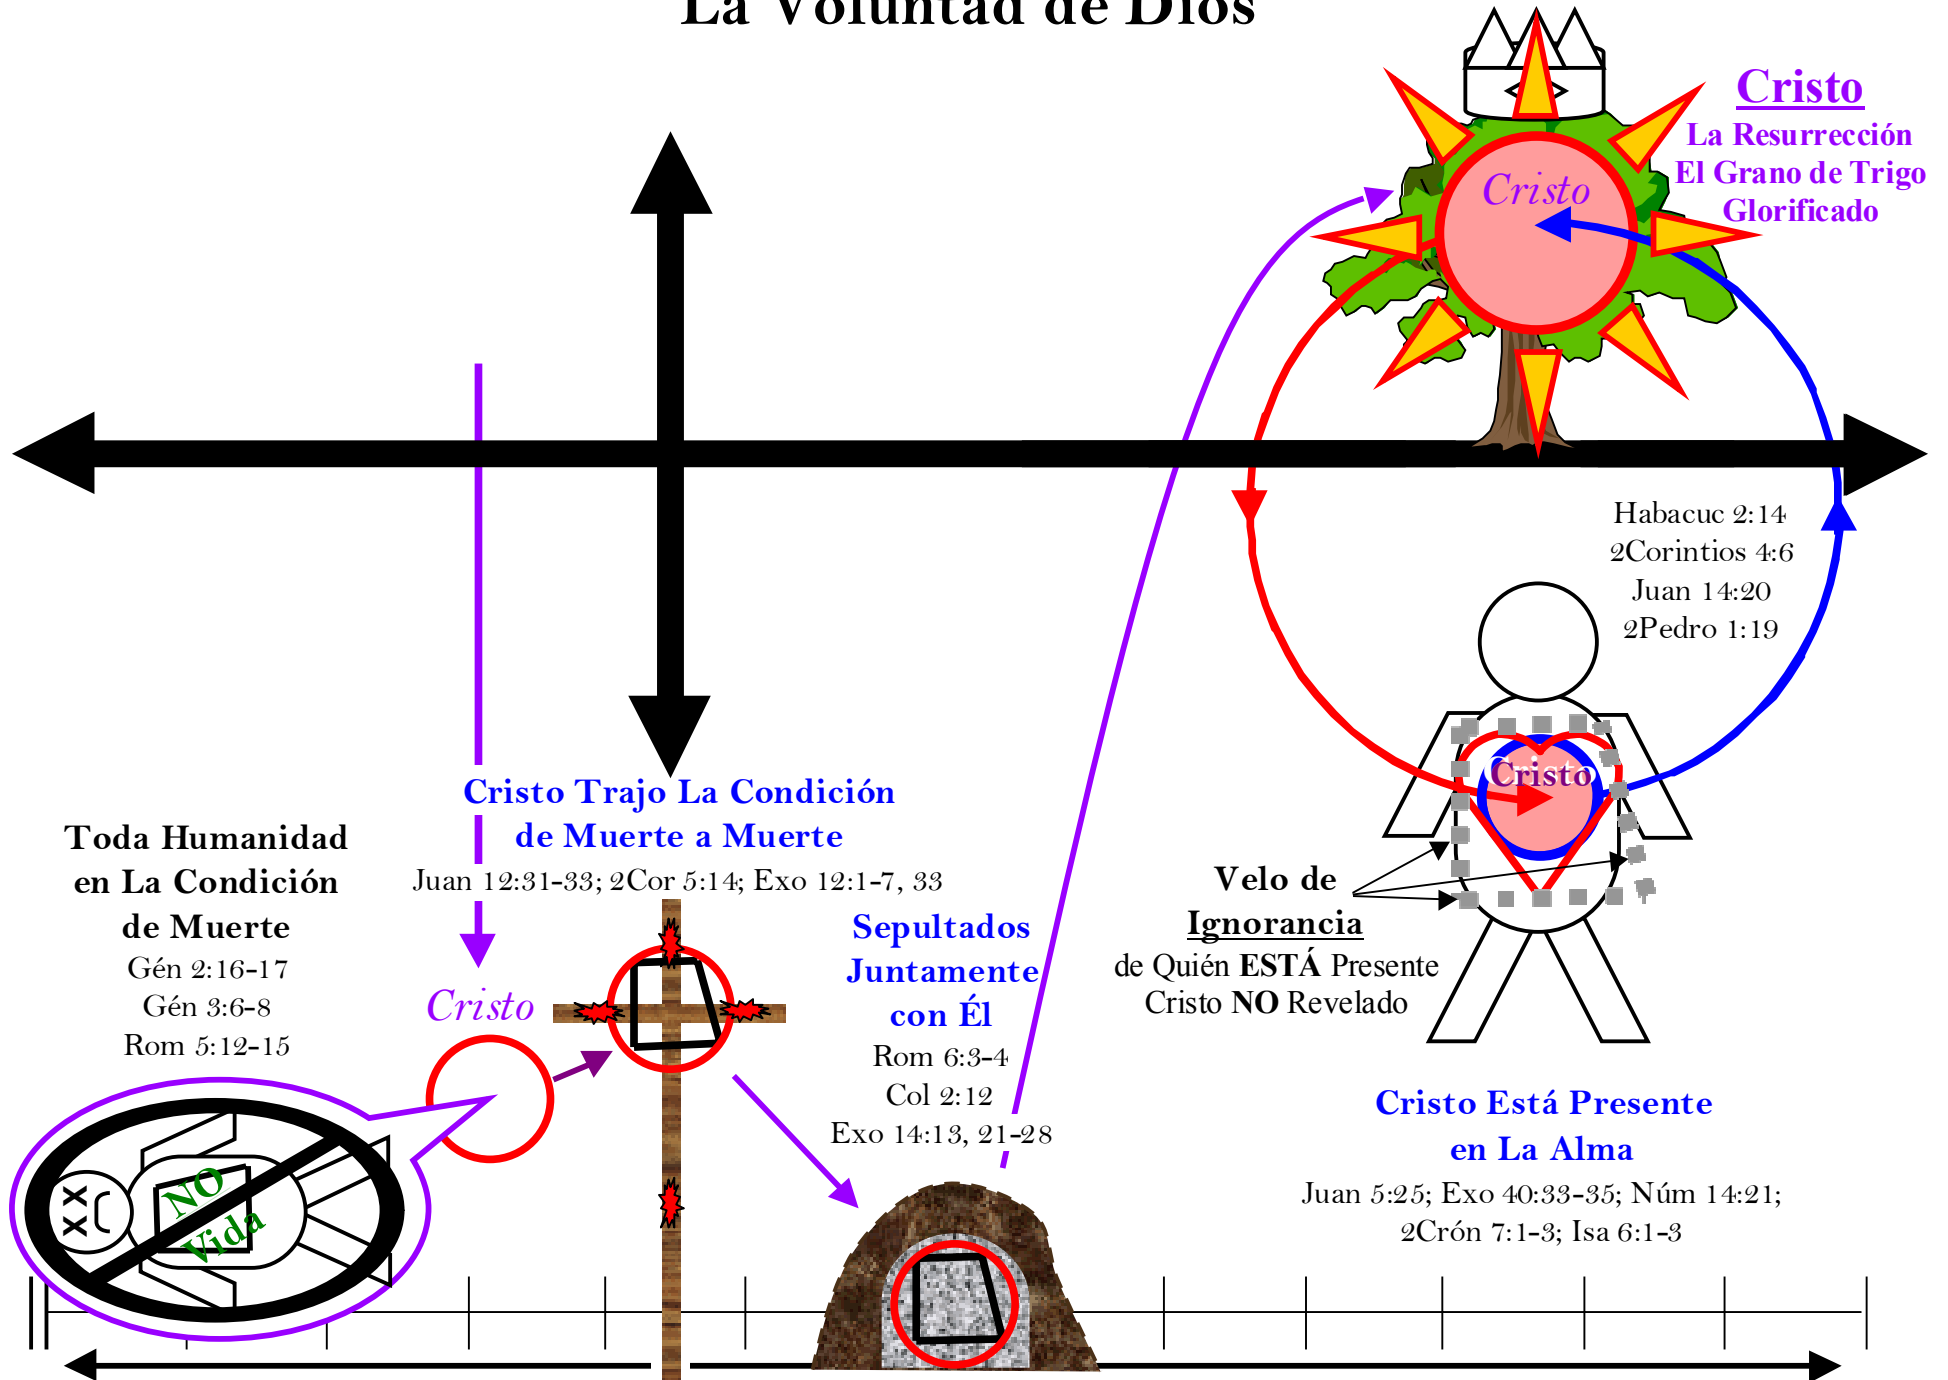 La Voluntad de Dios
Cristo
La Resurrección
El Grano de Trigo
Glorificado
Cristo
Habacuc 2:14
2Corintios 4:6
Juan 14:20
2Pedro 1:19
Cristo
Velo de
Ignorancia
de Quién ESTÁ Presente
Cristo NO Revelado
Cristo Trajo La Condición
de Muerte a Muerte
Juan 12:31-33; 2Cor 5:14; Exo 12:1-7, 33
Toda Humanidad
en La Condición
de Muerte
Gén 2:16-17
Gén 3:6-8
Rom 5:12-15
Cristo
Sepultados
Juntamente
con Él
Rom 6:3-4
Col 2:12
Exo 14:13, 21-28
Cristo Está Presente
en La Alma
Juan 5:25; Exo 40:33-35; Núm 14:21;
2Crón 7:1-3; Isa 6:1-3
XX
NO
Vida